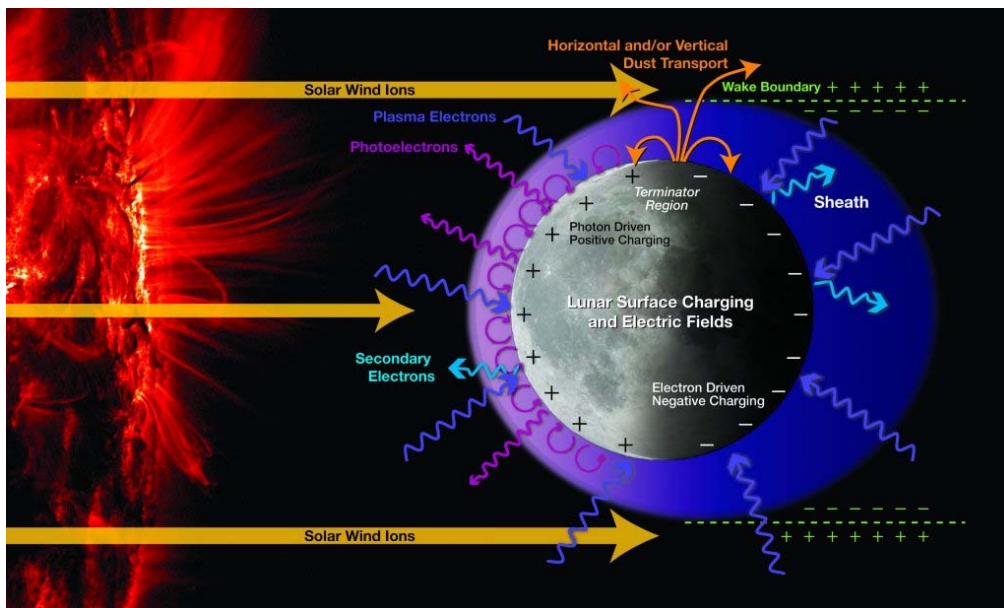 Horizontal and/or Vertical
Dust Transport
Solar Wind Ions
Wake Boundary + + + + +
– – – – –
Plasma Electrons
Photoelectrons
+ –
Terminator
Region
Sheath
+ –
Photon Driven
Positive Charging
+ –
+ –
Lunar Surface Charging
and Electric Fields
+ –
Secondary
Electrons
+ –
Electron Driven
Negative Charging
+ –
+ –
+ –
– – – – –
Solar Wind Ions
+ + + + + +